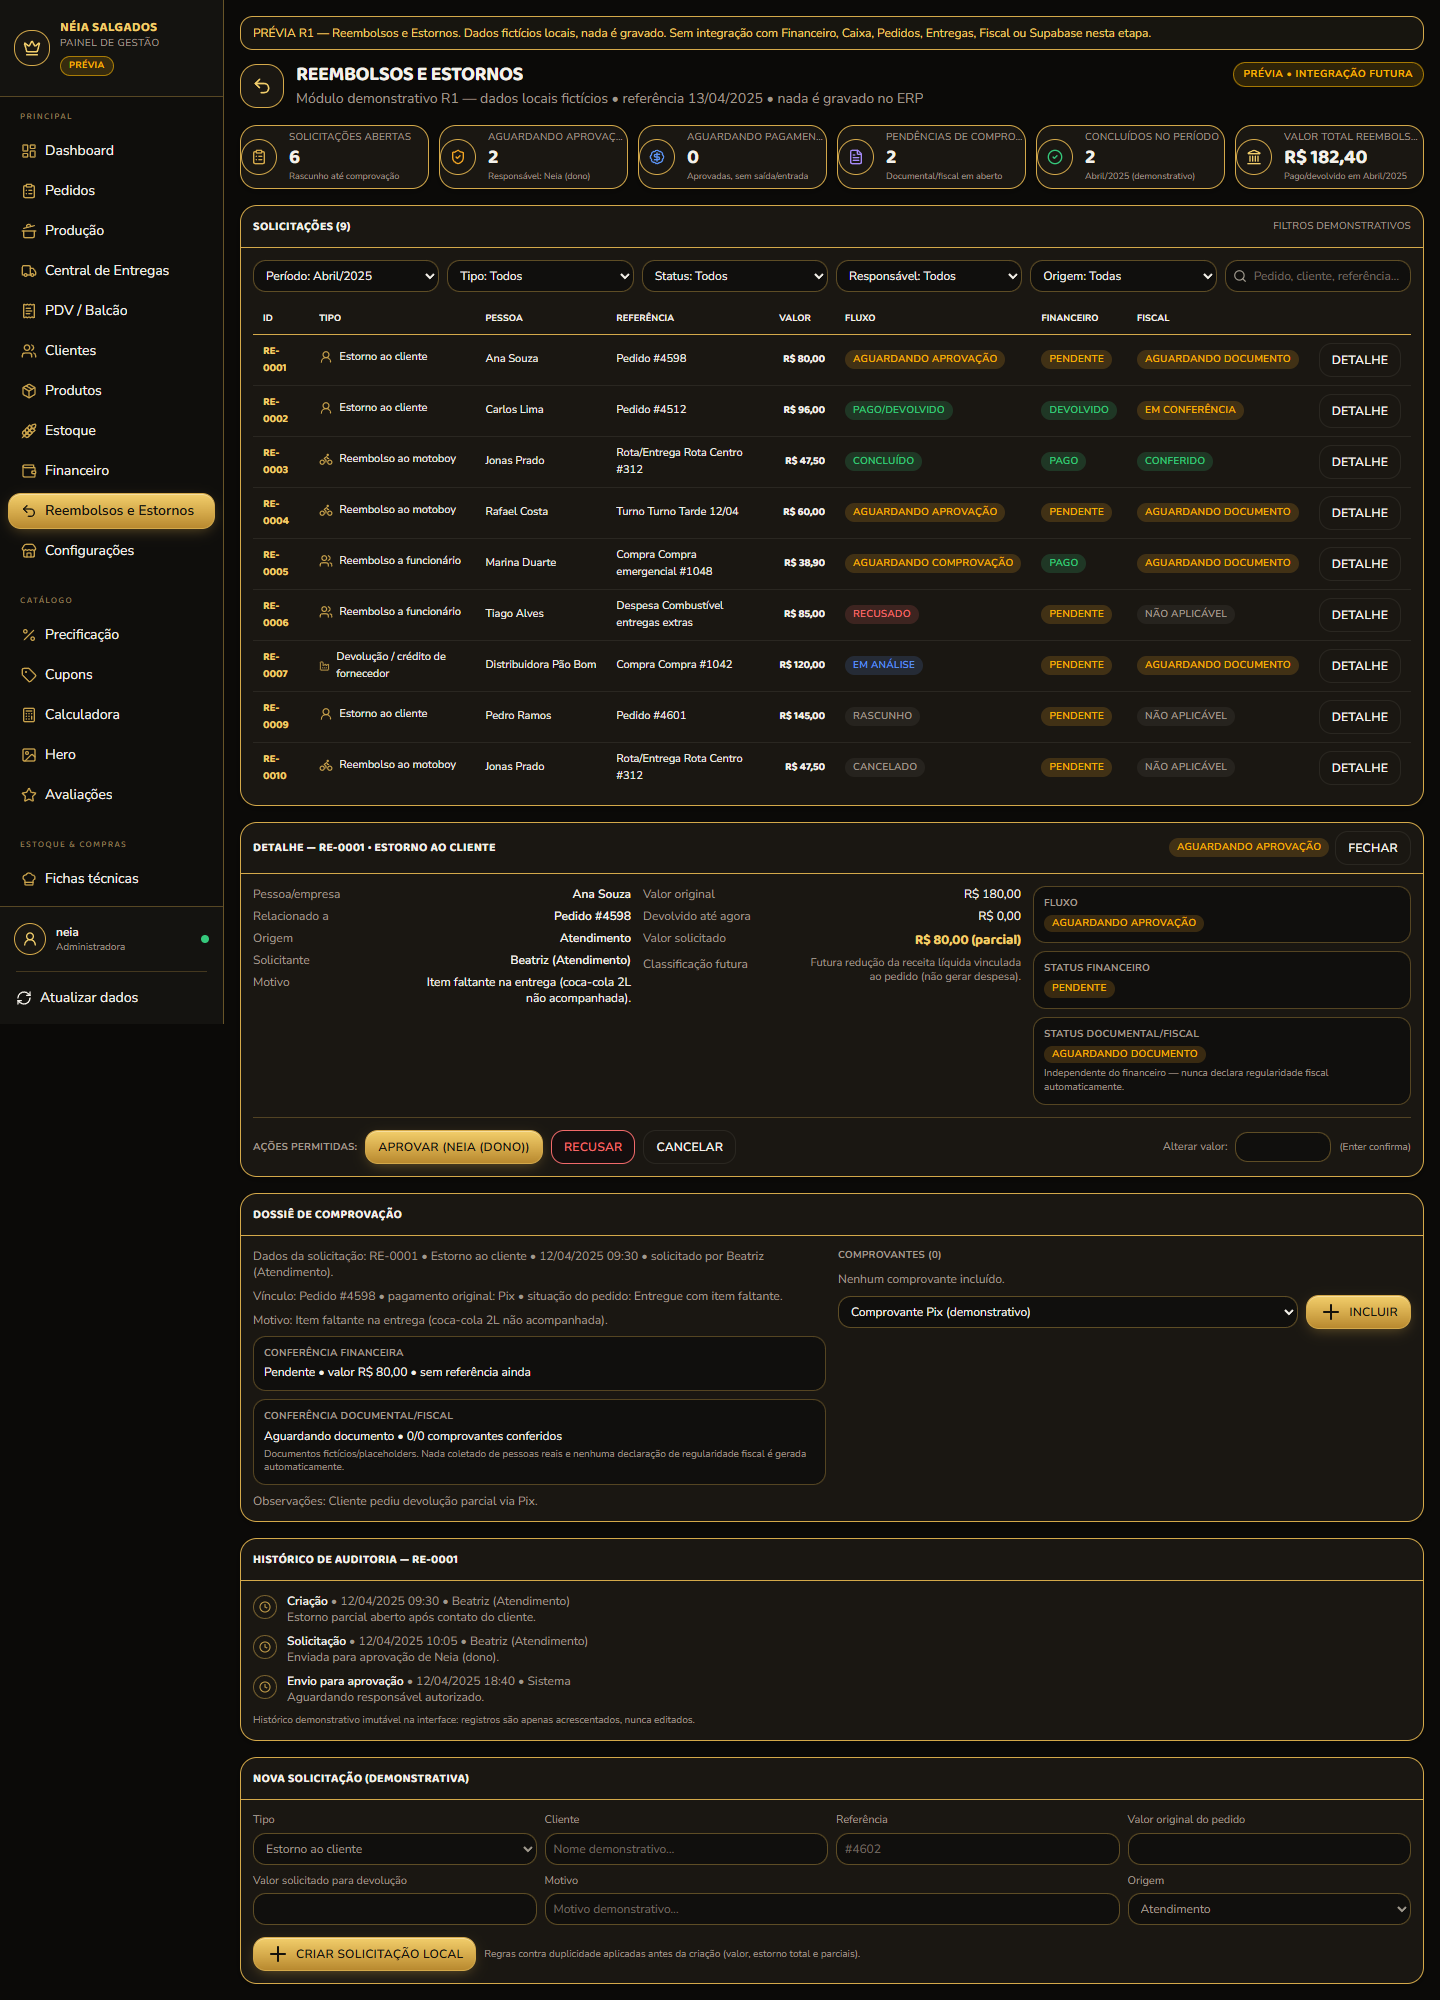 NÉIA SALGADOS
PAINEL DE GESTÃO
PRÉVIA
PRINCIPAL
Dashboard
Pedidos
Produção
Central de Entregas
PDV / Balcão
Clientes
Produtos
Estoque
Financeiro
Reembolsos e Estornos
Configurações
CATÁLOGO
Precificação
Cupons
Calculadora
Hero
Avaliações
ESTOQUE & COMPRAS
Fichas técnicas
neia
Administradora
Atualizar dados
PRÉVIA R1 — Reembolsos e Estornos. Dados fictícios locais, nada é gravado. Sem integração com Financeiro, Caixa, Pedidos, Entregas, Fiscal ou Supabase nesta etapa.
REEMBOLSOS E ESTORNOS
Módulo demonstrativo R1 — dados locais fictícios • referência 13/04/2025 • nada é gravado no ERP
PRÉVIA • INTEGRAÇÃO FUTURA
SOLICITAÇÕES ABERTAS
6
Rascunho até comprovação
AGUARDANDO APROVAÇ...
2
Responsável: Neia (dono)
AGUARDANDO PAGAMEN...
0
Aprovadas, sem saída/entrada
PENDÊNCIAS DE COMPRO...
2
Documental/fiscal em aberto
CONCLUÍDOS NO PERÍODO
2
Abril/2025 (demonstrativo)
VALOR TOTAL REEMBOLS...
R$ 182,40
Pago/devolvido em Abril/2025
SOLICITAÇÕES (9)
FILTROS DEMONSTRATIVOS
Período: Abril/2025
Tipo: Todos
Status: Todos
Responsável: Todos
Origem: Todas
Pedido, cliente, referência...
ID TIPO PESSOA REFERÊNCIA VALOR FLUXO FINANCEIRO FISCAL
RE-0001 Estorno ao cliente Ana Souza Pedido #4598 R$ 80,00 AGUARDANDO APROVAÇÃO PENDENTE AGUARDANDO DOCUMENTO DETALHE
RE-0002 Estorno ao cliente Carlos Lima Pedido #4512 R$ 96,00 PAGO/DEVOLVIDO DEVOLVIDO EM CONFERÊNCIA DETALHE
RE-0003 Reembolso ao motoboy Jonas Prado Rota/Entrega Rota Centro #312 R$ 47,50 CONCLUÍDO PAGO CONFERIDO DETALHE
RE-0004 Reembolso ao motoboy Rafael Costa Turno Turno Tarde 12/04 R$ 60,00 AGUARDANDO APROVAÇÃO PENDENTE AGUARDANDO DOCUMENTO DETALHE
RE-0005 Reembolso a funcionário Marina Duarte Compra Compra emergencial #1048 R$ 38,90 AGUARDANDO COMPROVAÇÃO PAGO AGUARDANDO DOCUMENTO DETALHE
RE-0006 Reembolso a funcionário Tiago Alves Despesa Combustível entregas extras R$ 85,00 RECUSADO PENDENTE NÃO APLICÁVEL DETALHE
RE-0007 Devolução / crédito de fornecedor Distribuidora Pão Bom Compra Compra #1042 R$ 120,00 EM ANÁLISE PENDENTE AGUARDANDO DOCUMENTO DETALHE
RE-0009 Estorno ao cliente Pedro Ramos Pedido #4601 R$ 145,00 RASCUNHO PENDENTE NÃO APLICÁVEL DETALHE
RE-0010 Reembolso ao motoboy Jonas Prado Rota/Entrega Rota Centro #312 R$ 47,50 CANCELADO PENDENTE NÃO APLICÁVEL DETALHE
DETALHE — RE-0001 • ESTORNO AO CLIENTE
AGUARDANDO APROVAÇÃO
FECHAR
Pessoa/empresa Ana Souza
Relacionado a Pedido #4598
Origem Atendimento
Solicitante Beatriz (Atendimento)
Motivo Item faltante na entrega (coca-cola 2L
não acompanhada).
Valor original R$ 180,00
Devolvido até agora R$ 0,00
Valor solicitado R$ 80,00 (parcial)
Classificação futura Futura redução da receita líquida vinculada
ao pedido (não gerar despesa).
FLUXO
AGUARDANDO APROVAÇÃO
STATUS FINANCEIRO
PENDENTE
STATUS DOCUMENTAL/FISCAL
AGUARDANDO DOCUMENTO
Independente do financeiro — nunca declara regularidade fiscal
automaticamente.
AÇÕES PERMITIDAS:
APROVAR (NEIA (DONO))
RECUSAR
CANCELAR
Alterar valor:
(Enter confirma)
DOSSIÊ DE COMPROVAÇÃO
Dados da solicitação: RE-0001 • Estorno ao cliente • 12/04/2025 09:30 • solicitado por Beatriz
(Atendimento).
Vínculo: Pedido #4598 • pagamento original: Pix • situação do pedido: Entregue com item faltante.
Motivo: Item faltante na entrega (coca-cola 2L não acompanhada).
CONFERÊNCIA FINANCEIRA
Pendente • valor R$ 80,00 • sem referência ainda
CONFERÊNCIA DOCUMENTAL/FISCAL
Aguardando documento • 0/0 comprovantes conferidos
Documentos fictícios/placeholders. Nada coletado de pessoas reais e nenhuma declaração de regularidade fiscal é gerada
automaticamente.
Observações: Cliente pediu devolução parcial via Pix.
COMPROVANTES (0)
Nenhum comprovante incluído.
Comprovante Pix (demonstrativo)
INCLUIR
HISTÓRICO DE AUDITORIA — RE-0001
Criação • 12/04/2025 09:30 • Beatriz (Atendimento)
Estorno parcial aberto após contato do cliente.
Solicitação • 12/04/2025 10:05 • Beatriz (Atendimento)
Enviada para aprovação de Neia (dono).
Envio para aprovação • 12/04/2025 18:40 • Sistema
Aguardando responsável autorizado.
Histórico demonstrativo imutável na interface: registros são apenas acrescentados, nunca editados.
NOVA SOLICITAÇÃO (DEMONSTRATIVA)
Tipo
Estorno ao cliente
Cliente
Nome demonstrativo...
Referência
#4602
Valor original do pedido
Valor solicitado para devolução
Motivo
Motivo demonstrativo...
Origem
Atendimento
CRIAR SOLICITAÇÃO LOCAL
Regras contra duplicidade aplicadas antes da criação (valor, estorno total e parciais).